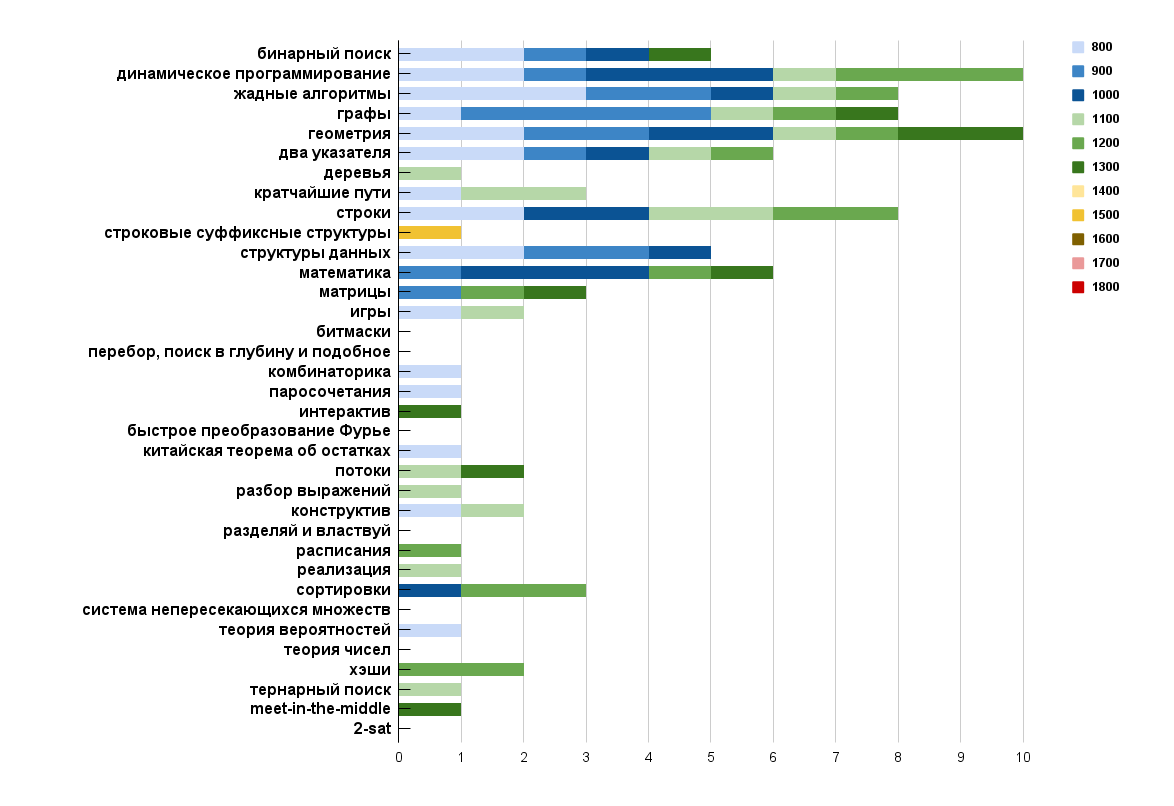 бинарный поиск
динамическое программирование
жадные алгоритмы
графы
геометрия
два указателя
деревья
кратчайшие пути
строки
строковые суффиксные структуры
структуры данных
математика
матрицы
игры
битмаски
перебор, поиск в глубину и подобное
комбинаторика
паросочетания
интерактив
быстрое преобразование Фурье
китайская теорема об остатках
потоки
разбор выражений
конструктив
разделяй и властвуй
расписания
реализация
сортировки
система непересекающихся множеств
теория вероятностей
теория чисел
хэши
тернарный поиск
meet-in-the-middle
2-sat
0 1 2 3 4 5 6 7 8 9 10
800
900
1000
1100
1200
1300
1400
1500
1600
1700
1800